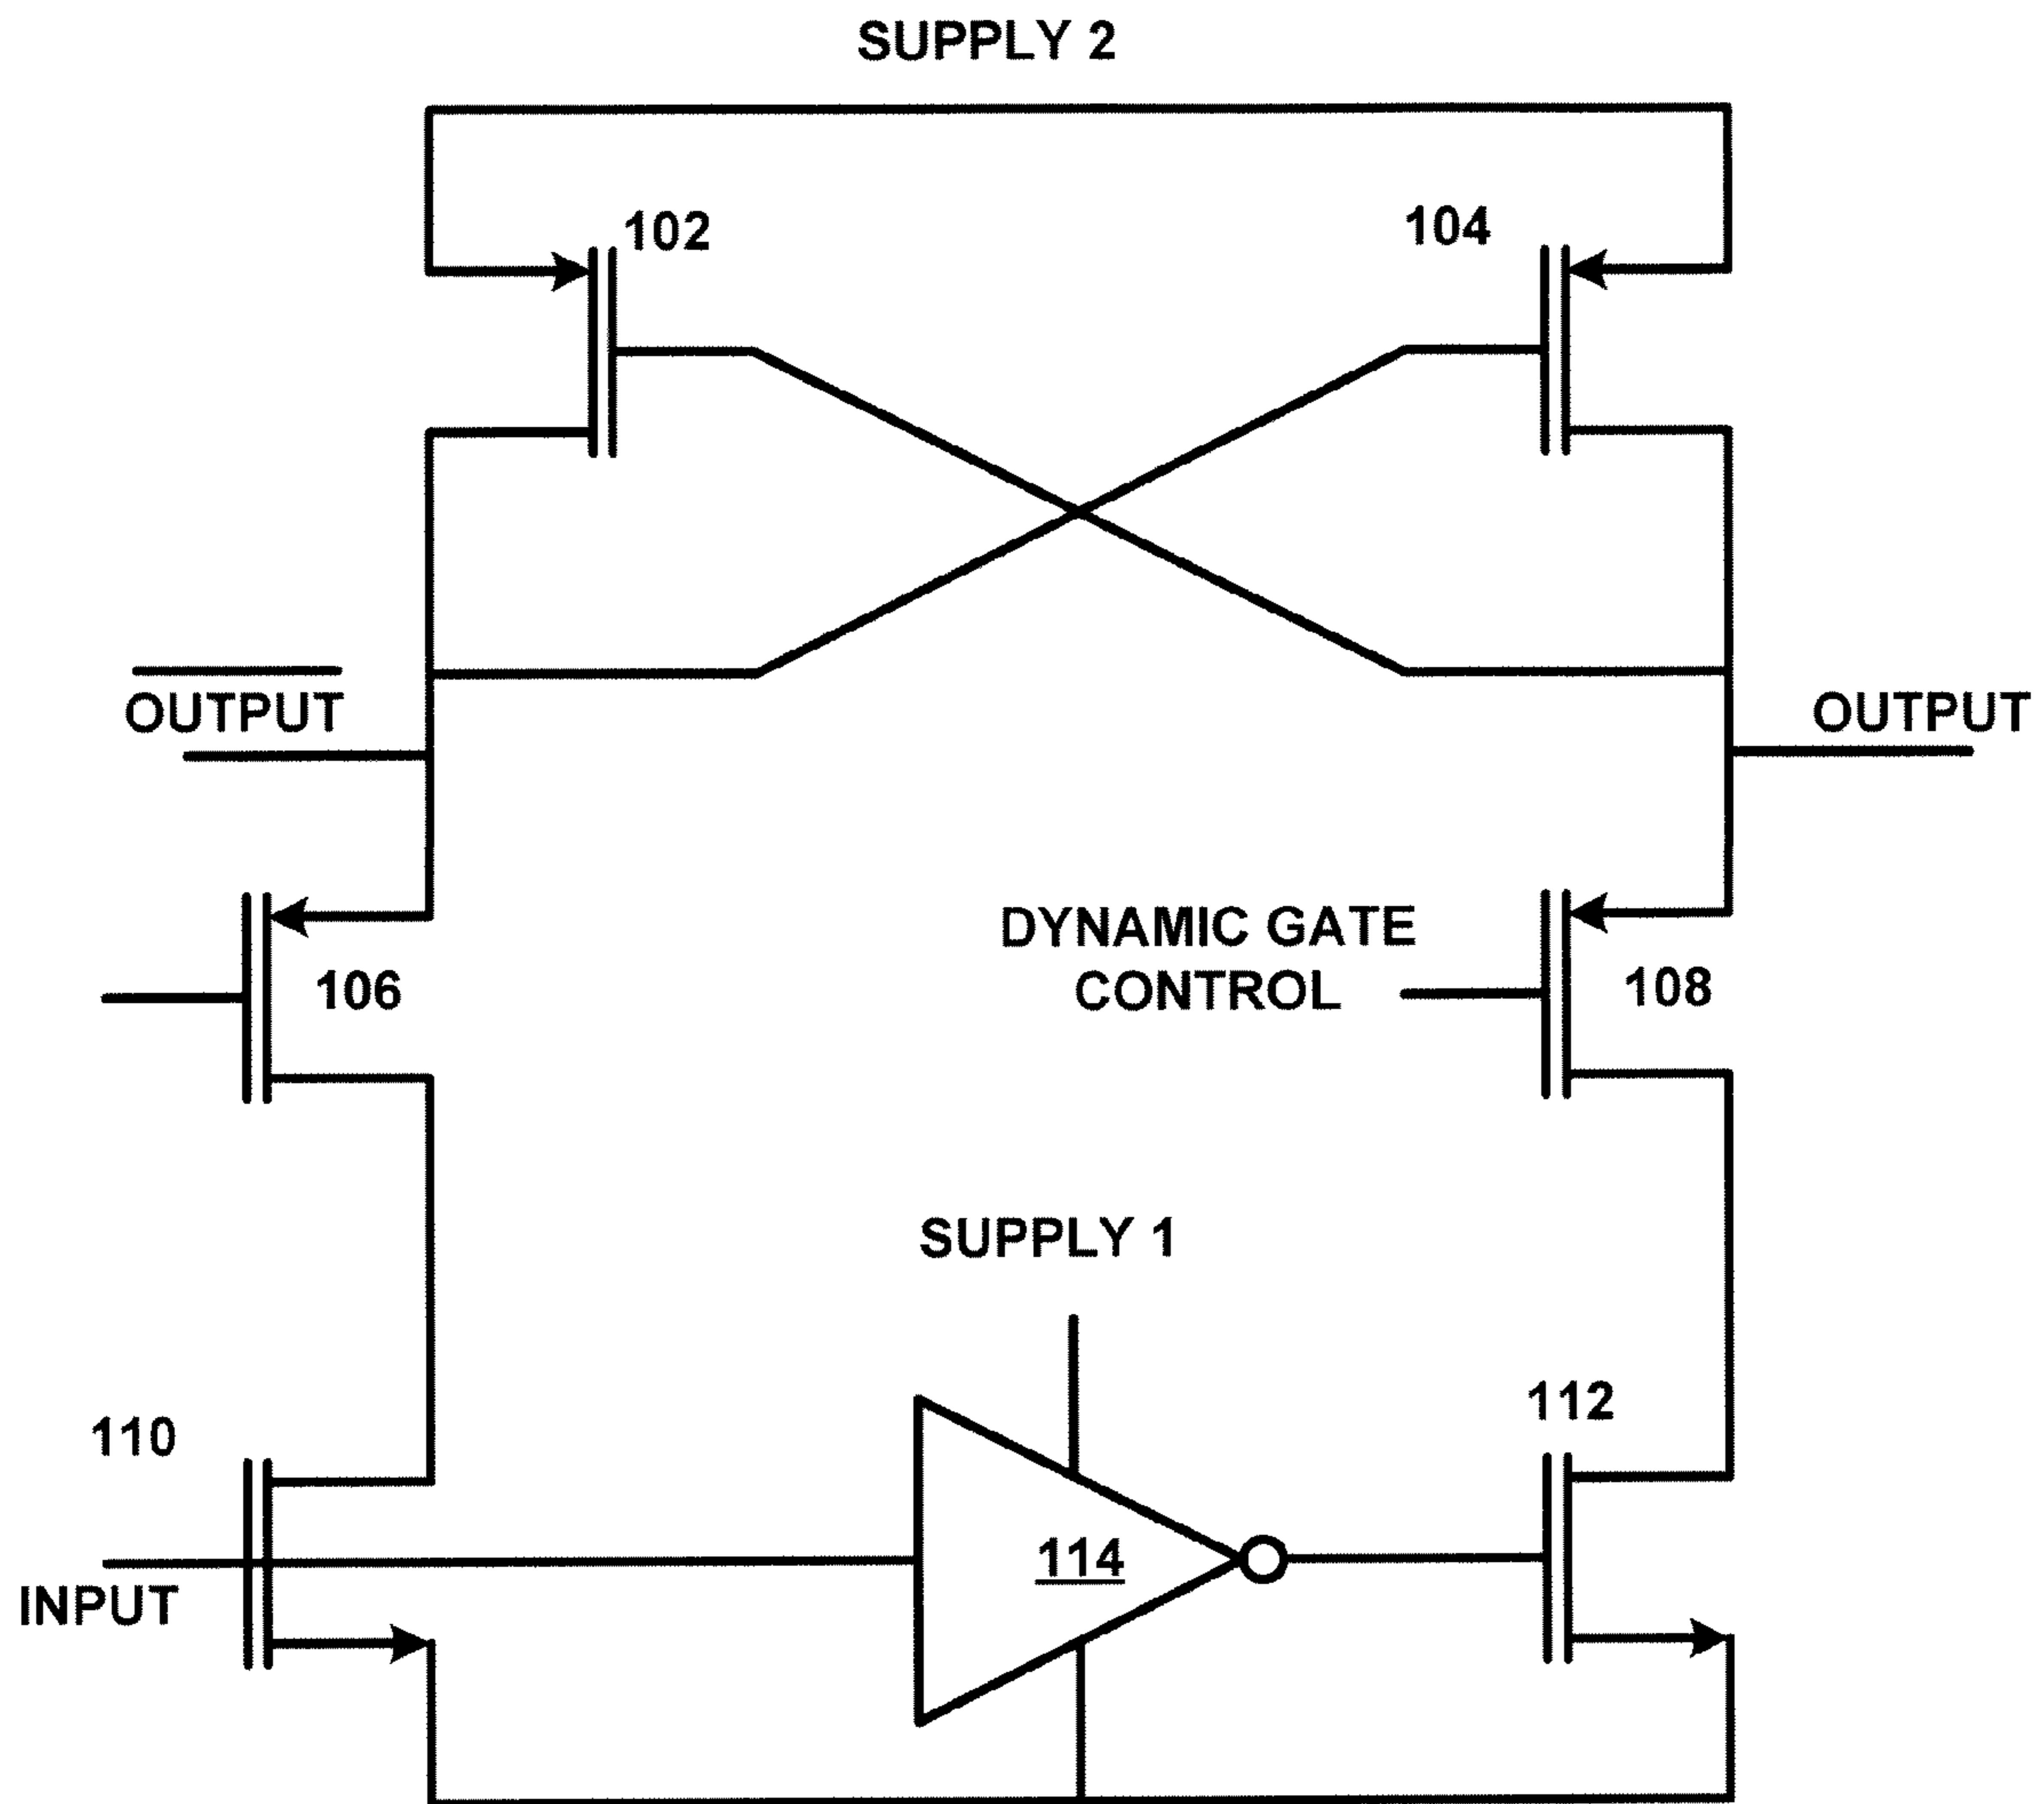 SUPPLY 2
102
104
OUTPUT
OUTPUT
DYNAMIC GATE
CONTROL
106
108
SUPPLY 1
110
112
114
INPUT